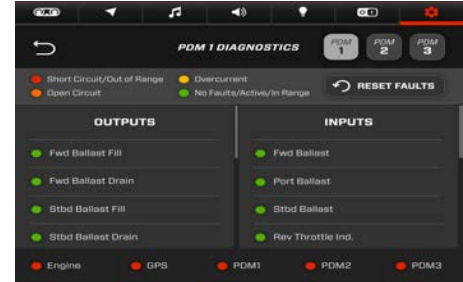 PDM 1 DIAGNOSTICS
PDM 1
PDM 2
PDM 3
Short Circuit/Out of Range
Overcurrent
Open Circuit
No Faults/Active/In Range
RESET FAULTS
OUTPUTS
INPUTS
Fwd Ballast Fill
Fwd Ballast
Fwd Ballast Drain
Port Ballast
Stbd Ballast Fill
Stbd Ballast
Stbd Ballast Drain
Rev Throttle Ind.
Engine
GPS
PDM1
PDM2
PDM3